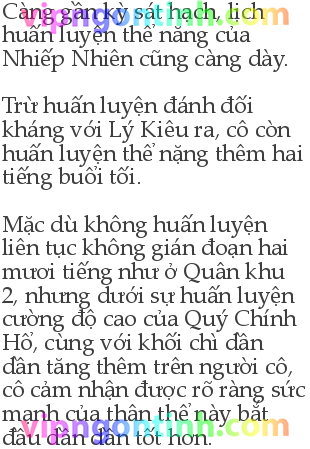 Càng gần kỳ sát hạch, lịch
huấn luyện thể năng của
Nhiếp Nhiên cũng càng dày.
Trừ huấn luyện đánh đối
kháng với Lý Kiêu ra, cô còn
huấn luyện thể nặng thêm hai
tiếng buổi tối.
Mặc dù không huấn luyện
liên tục không gián đoạn hai
mươi tiếng như ở Quân khu
2, nhưng dưới sự huấn luyện
cường độ cao của Quý Chính
Hổ, cùng với khối chì dần
dần tăng thêm trên người cô,
cô cảm nhận được rõ ràng sức
mạnh của thân thể này bắt
đầu dần dần tốt hơn.
vipngontinh.com
vipngontinh.com